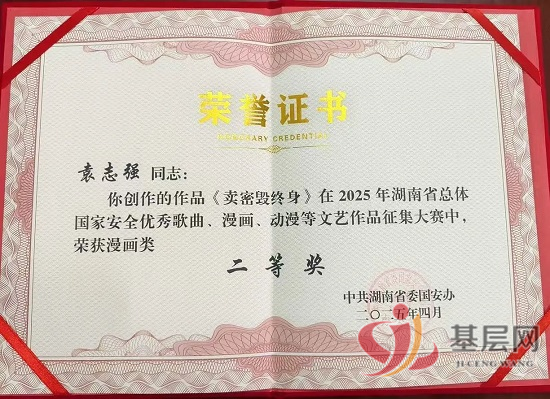 荣誉证书
HONORARY CREDENTIAL
袁志强 同志：
你创作的作品《卖密毁终身》在2025年湖南省总体
国家安全优秀歌曲、漫画、动漫等文艺作品征集大赛中，
荣获漫画类
二等奖
中共湖南省委国安办
二〇二五年四月
基层网
JI CENG WANG